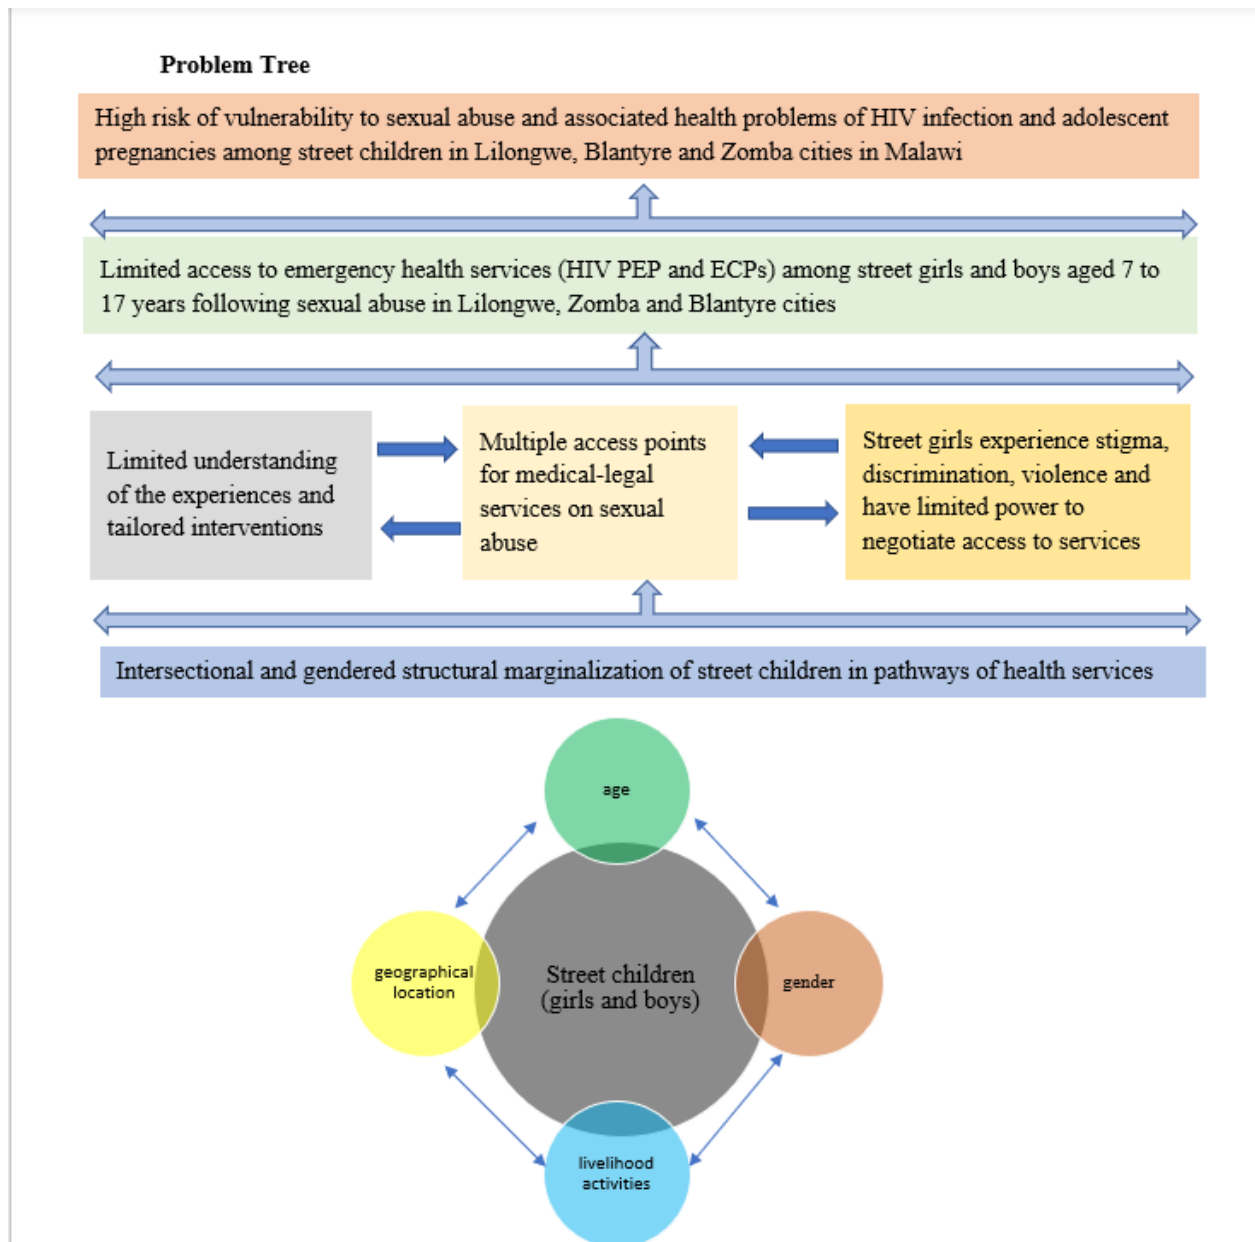 Problem Tree
High risk of vulnerability to sexual abuse and associated health problems of HIV infection and adolescent
pregnancies among street children in Lilongwe, Blantyre and Zomba cities in Malawi
Limited access to emergency health services (HIV PEP and ECPs) among street girls and boys aged 7 to
17 years following sexual abuse in Lilongwe, Zomba and Blantyre cities
Limited understanding
of the experiences and
tailored interventions
Multiple access points
for medical-legal
services on sexual
abuse
Street girls experience stigma,
discrimination, violence and
have limited power to
negotiate access to services
Intersectional and gendered structural marginalization of street children in pathways of health services
age
geographical
location
Street children
(girls and boys)
gender
livelihood
activities